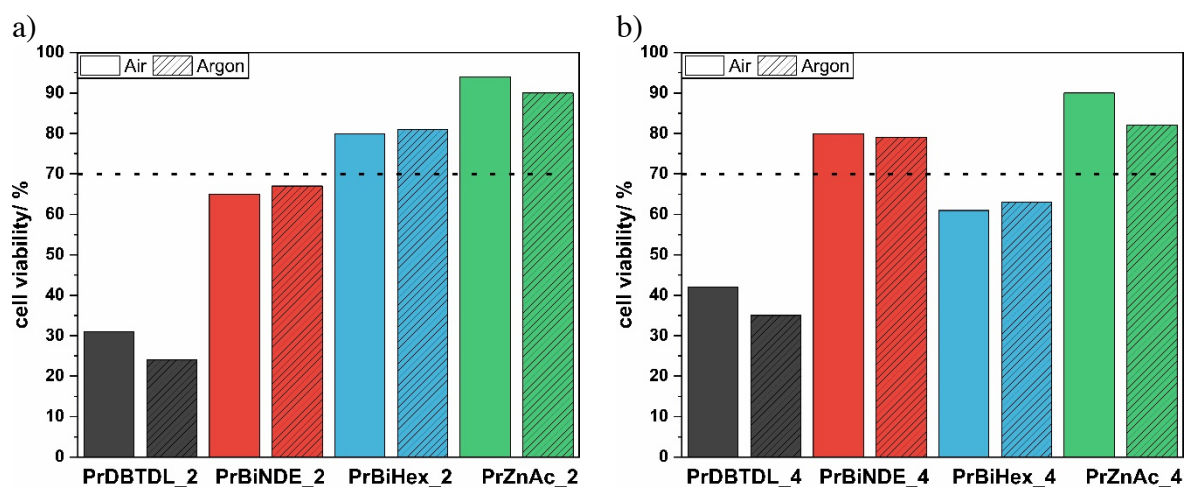 a)
cell viability/ %
100
90
80
70
60
50
40
30
20
10
0
Air Argon
PrDBTDL_2 PrBiNDE_2 PrBiHex_2 PrZnAc_2
b)
cell viability/ %
100
90
80
70
60
50
40
30
20
10
0
Air Argon
PrDBTDL_4 PrBiNDE_4 PrBiHex_4 PrZnAc_4